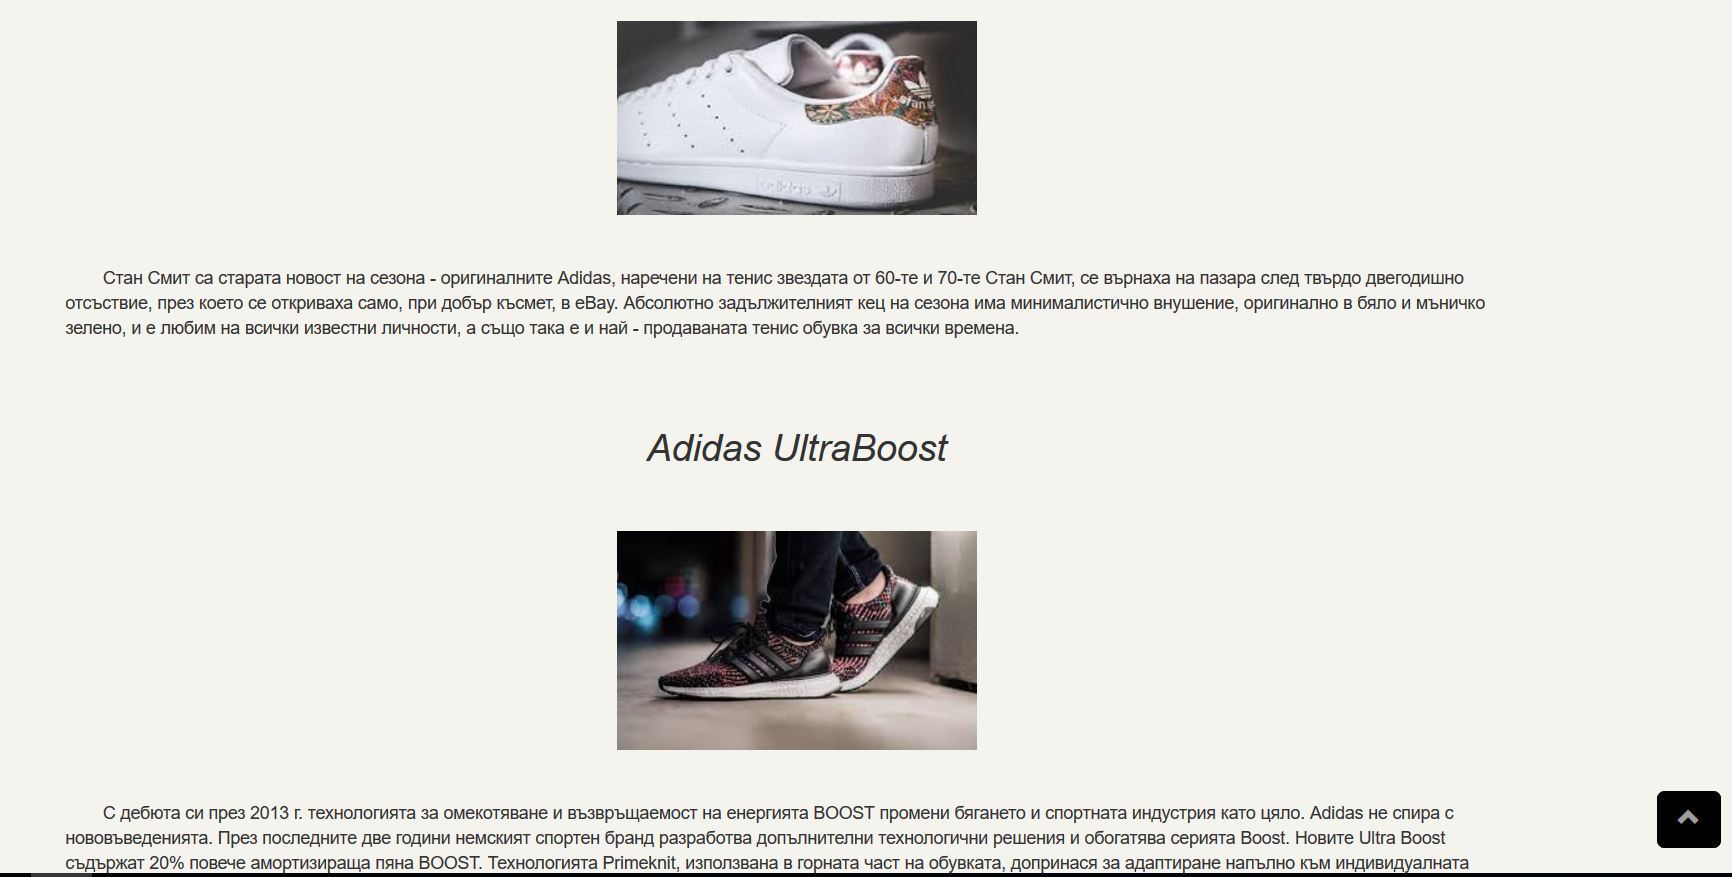 stan s
adidas
Стан Смит са старата новост на сезона - оригиналните Adidas, наречени на тенис звездата от 60-те и 70-те Стан Смит, се върнаха на пазара след твърдо двегодишно
отсъствие, през което се откриваха само, при добър късмет, в eBay. Абсолютно задължителният кец на сезона има минималистично внушение, оригинално в бяло и мъничко
зелено, и е любим на всички известни личности, а също така е и най - продаваната тенис обувка за всички времена.
Adidas UltraBoost
С дебюта си през 2013 г. технологията за омекотяване и възвръщаемост на енергията BOOST промени бягането и спортната индустрия като цяло. Adidas не спира с
нововъведенията. През последните две години немският спортен бранд разработва допълнителни технологични решения и обогатява серията Boost. Новите Ultra Boost
съдържат 20% повече амортизираща пяна BOOST. Технологията Primeknit, използвана в горната част на обувката, допринася за адаптиране напълно към индивидуалната